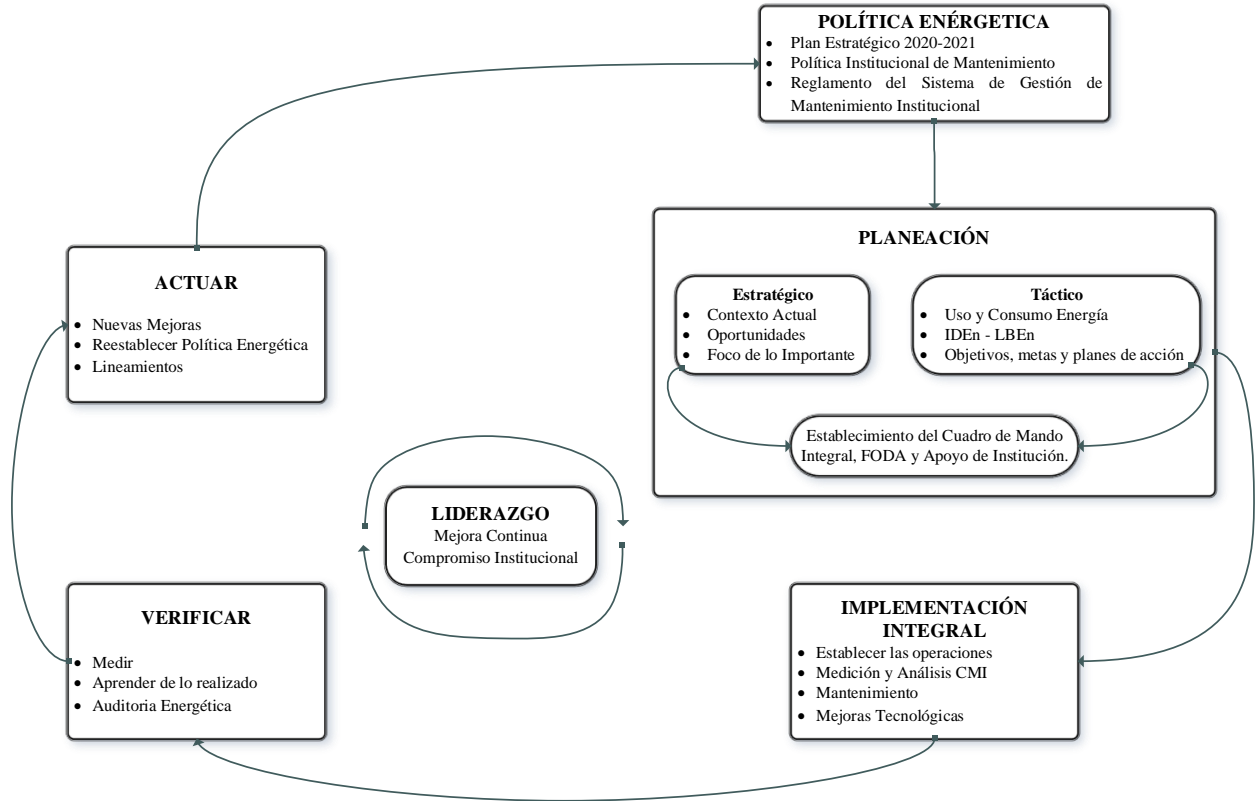 POLÍTICA ENÉRGETICA
• Plan Estratégico 2020-2021
• Política Institucional de Mantenimiento
• Reglamento del Sistema de Gestión de
Mantenimiento Institucional
PLANEACIÓN
Estratégico
• Contexto Actual
• Oportunidades
• Foco de lo Importante
Táctico
• Uso y Consumo Energía
• IDEn - LBEn
• Objetivos, metas y planes de acción
Establecimiento del Cuadro de Mando
Integral, FODA y Apoyo de Institución.
IMPLEMENTACIÓN
INTEGRAL
• Establecer las operaciones
• Medición y Análisis CMI
• Mantenimiento
• Mejoras Tecnológicas
VERIFICAR
• Medir
• Aprender de lo realizado
• Auditoria Energética
ACTUAR
• Nuevas Mejoras
• Reestablecer Política Energética
• Lineamientos
LIDERAZGO
Mejora Continua
Compromiso Institucional